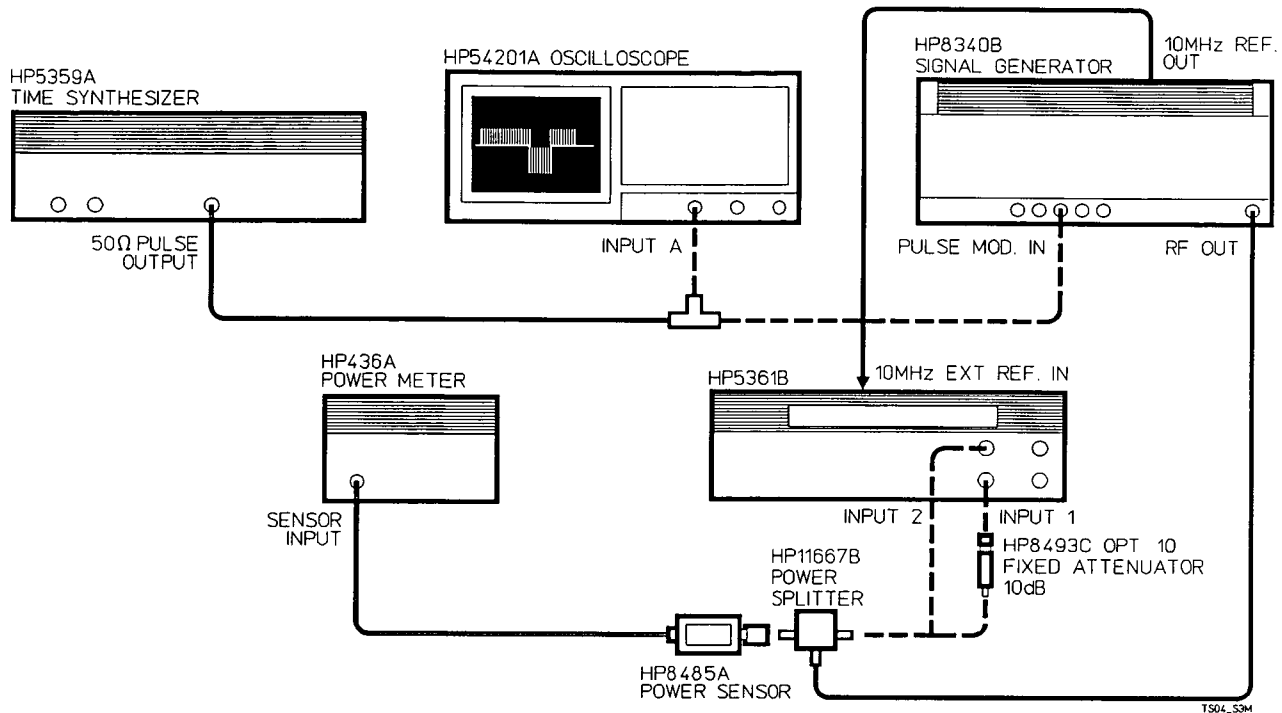 HP5359A
TIME SYNTHESIZER
50Ω PULSE
OUTPUT
HP54201A OSCILLOSCOPE
INPUT A
HP8340B
SIGNAL GENERATOR
10MHz REF.
OUT
PULSE MOD. IN
RF OUT
HP436A
POWER METER
SENSOR
INPUT
HP5361B
10MHz EXT REF. IN
INPUT 2
INPUT 1
HP8493C OPT 10
FIXED ATTENUATOR
10dB
HP11667B
POWER
SPLITTER
HP8485A
POWER SENSOR
TS04_S3M